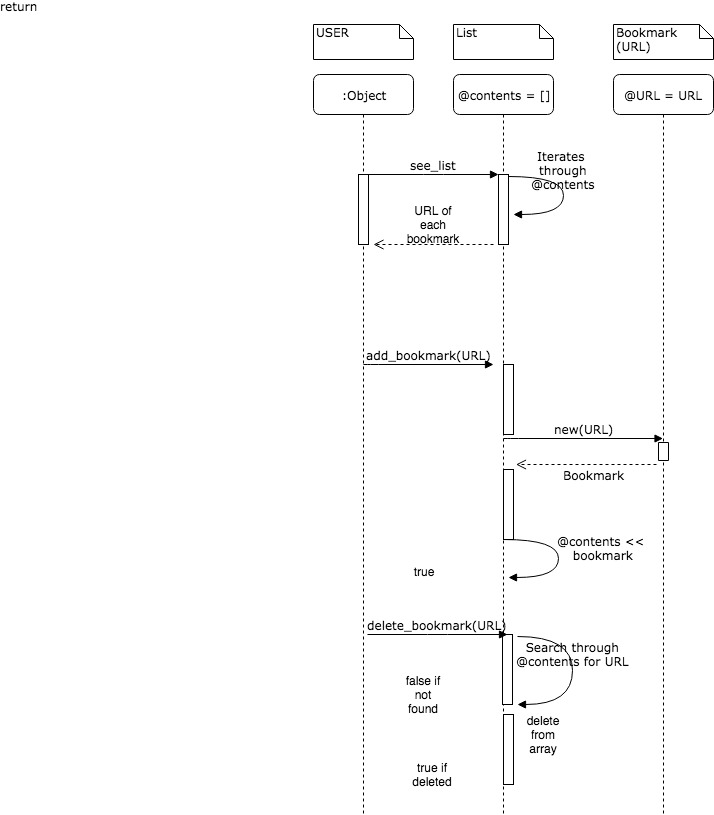 return
USER
List
Bookmark
(URL)
:Object
@contents = []
@URL = URL
see_list
Iterates
through
@contents
URL of
each
bookmark
add_bookmark(URL)
new(URL)
Bookmark
@contents <<
bookmark
true
delete_bookmark(URL)
Search through
@contents for URL
false if
not
found
delete
from
array
true if
deleted